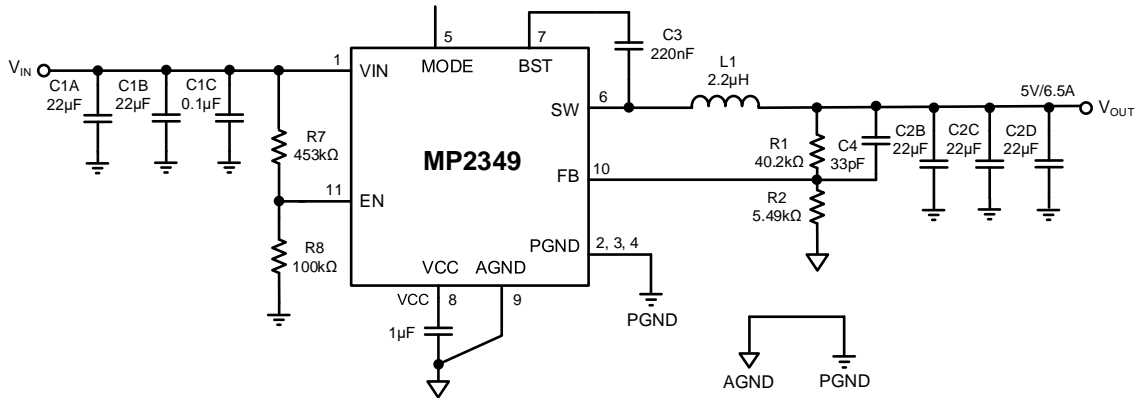 5
7
C3
220nF
L1
2.2µH
VIN
1
VIN
MODE
BST
C1A
22µF
C1B
22µF
C1C
0.1µF
SW
6
5V/6.5A
VOUT
R7
453kΩ
MP2349
R1
40.2kΩ
C4
33pF
C2B
22µF
C2C
22µF
C2D
22µF
FB
10
11
EN
R2
5.49kΩ
R8
100kΩ
PGND
2, 3, 4
VCC
AGND
VCC
8
9
1µF
PGND
AGND
PGND